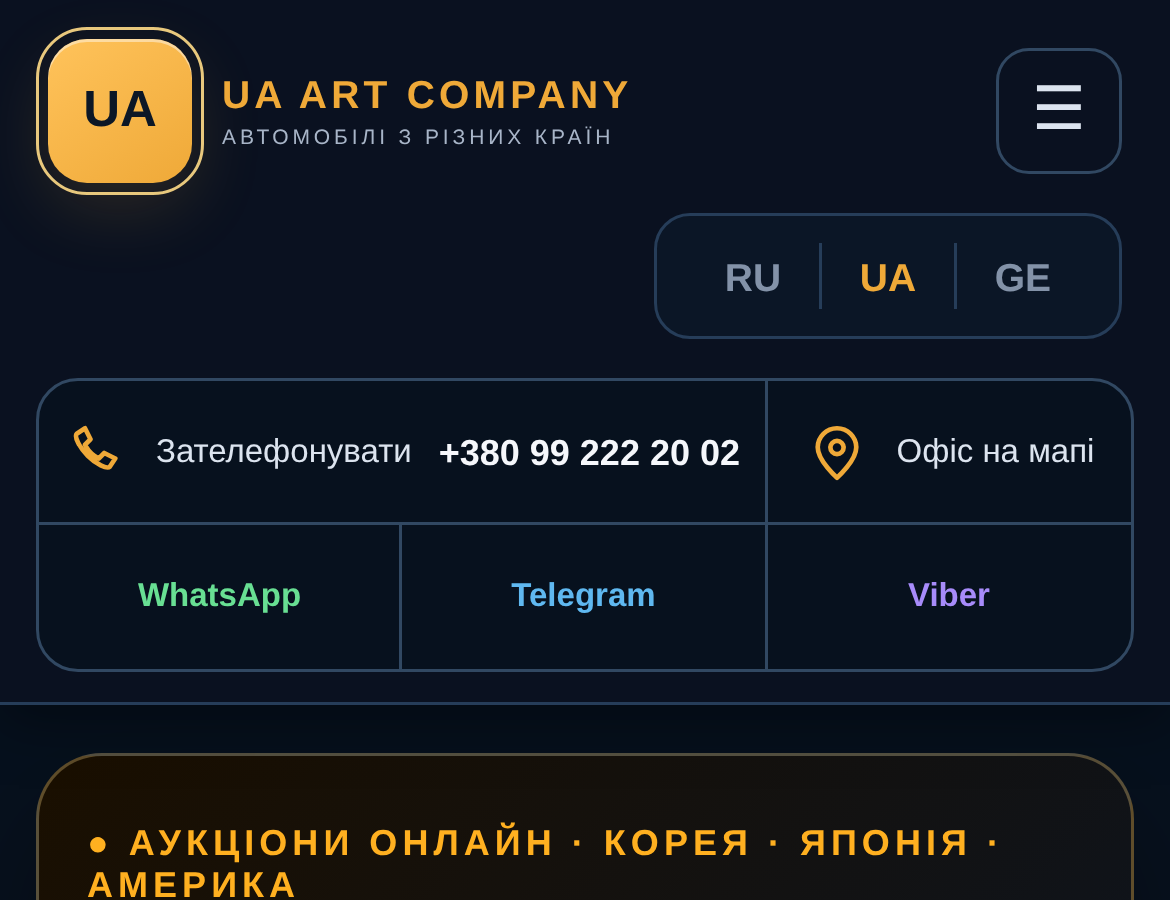 UA
UA ART COMPANY
АВТОМОБІЛІ З РІЗНИХ КРАЇН
RU UA GE
Зателефонувати +380 99 222 20 02 Офіс на мапі
WhatsApp Telegram Viber
● АУКЦІОНИ ОНЛАЙН · КОРЕЯ · ЯПОНІЯ ·
АМЕРИКА